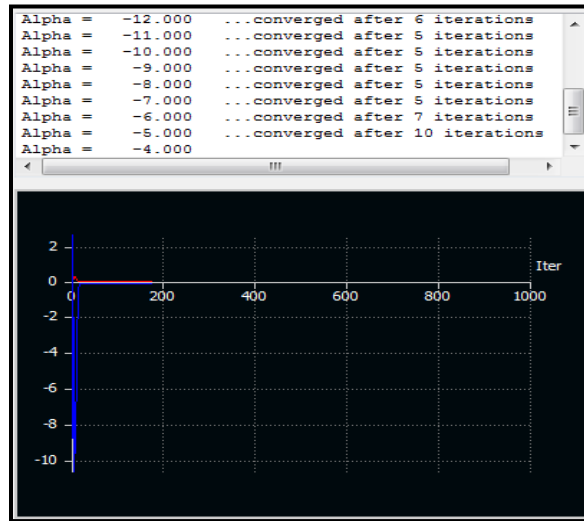 Alpha = -12.000 ...converged after 6 iterations
Alpha = -11.000 ...converged after 5 iterations
Alpha = -10.000 ...converged after 5 iterations
Alpha = -9.000 ...converged after 5 iterations
Alpha = -8.000 ...converged after 5 iterations
Alpha = -7.000 ...converged after 5 iterations
Alpha = -6.000 ...converged after 7 iterations
Alpha = -5.000 ...converged after 10 iterations
Alpha = -4.000
2
Iter
0
0 200 400 600 800 1000
-2
-4
-6
-8
-10